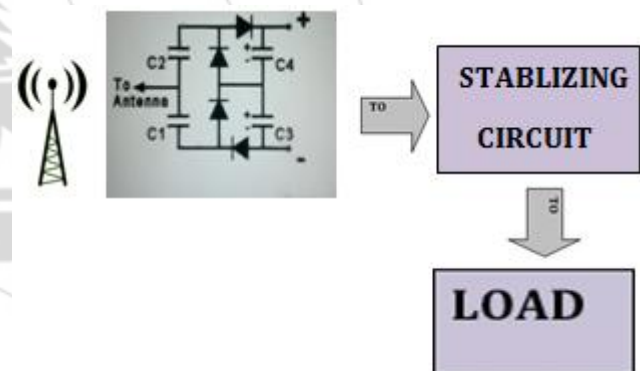 +
C2
+
-
C4
To
Antenna
C1
+
-
C3
-
TO
STABLIZING
CIRCUIT
TO
LOAD